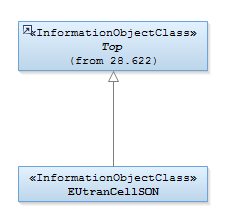 «InformationObjectClass»
Top
(from 28.622)
«InformationObjectClass»
EUtranCellSON